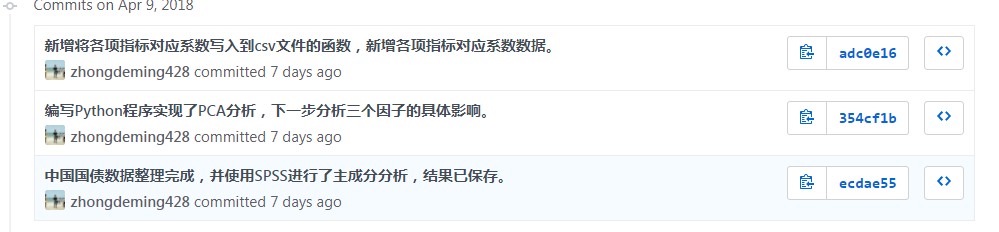 Commits on Apr 9, 2018
新增将各项指标对应系数写入到csv文件的函数，新增各项指标对应系数数据。
adc0e16
zhongdeming428 committed 7 days ago
编写Python程序实现了PCA分析，下一步分析三个因子的具体影响。
354cf1b
zhongdeming428 committed 7 days ago
中国国债数据整理完成，并使用SPSS进行了主成分分析，结果已保存。
ecdae55
zhongdeming428 committed 7 days ago